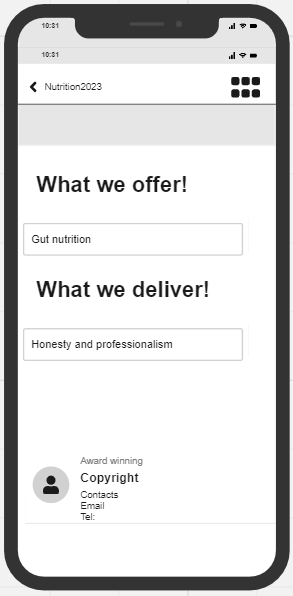 10:31
10:31
Nutrition2023
What we offer!
Gut nutrition
What we deliver!
Honesty and professionalism
Award winning
Copyright
Contacts
Email
Tel: